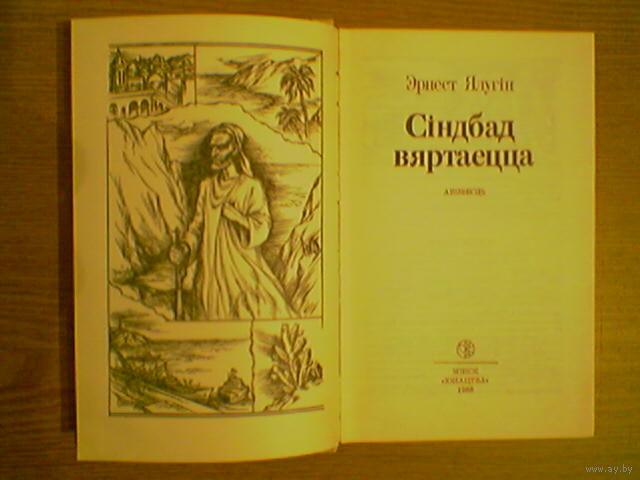 Эрнест Ялугін
Сіндбад
вяртаецца
АПОВЕСЦЬ
МІНСК
«ЮНАЦТВА»
1988
www.ay.by